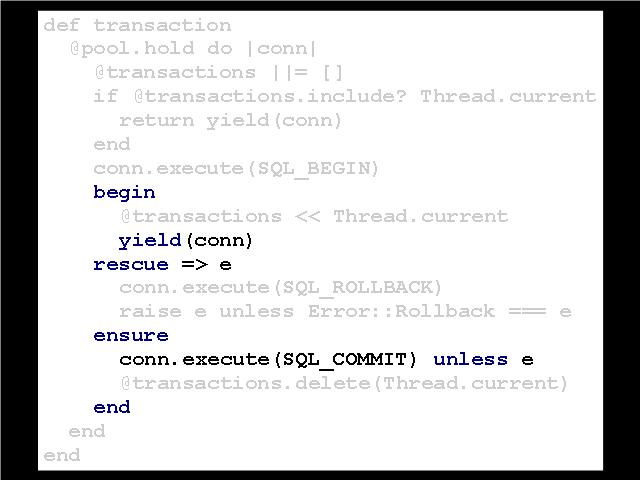 def transaction
  @pool.hold do |conn|
    @transactions ||= []
    if @transactions.include? Thread.current
      return yield(conn)
    end
    conn.execute(SQL_BEGIN)
    begin
      @transactions << Thread.current
      yield(conn)
    rescue => e
      conn.execute(SQL_ROLLBACK)
      raise e unless Error::Rollback === e
    ensure
      conn.execute(SQL_COMMIT) unless e
      @transactions.delete(Thread.current)
    end
  end
end